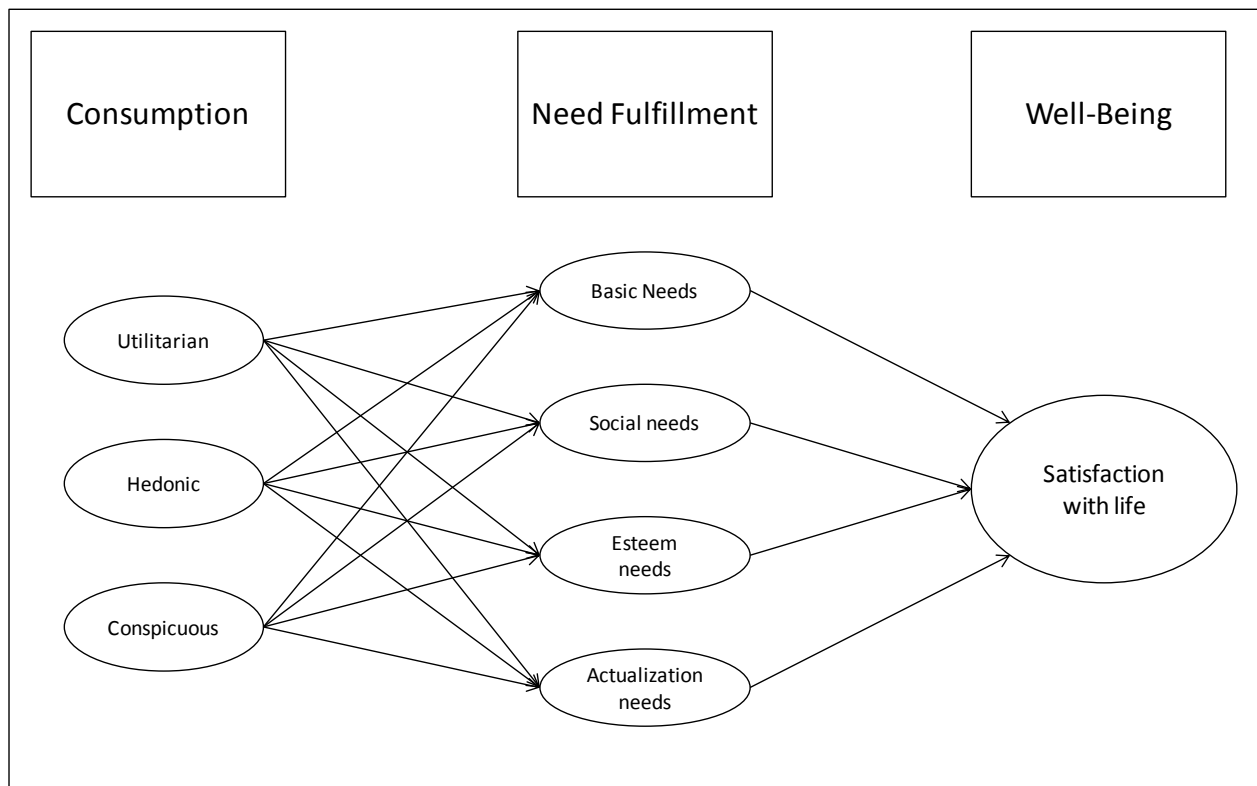 Consumption
Need Fulfillment
Well-Being
Utilitarian
Hedonic
Conspicuous
Basic Needs
Social needs
Esteem
needs
Actualization
needs
Satisfaction
with life